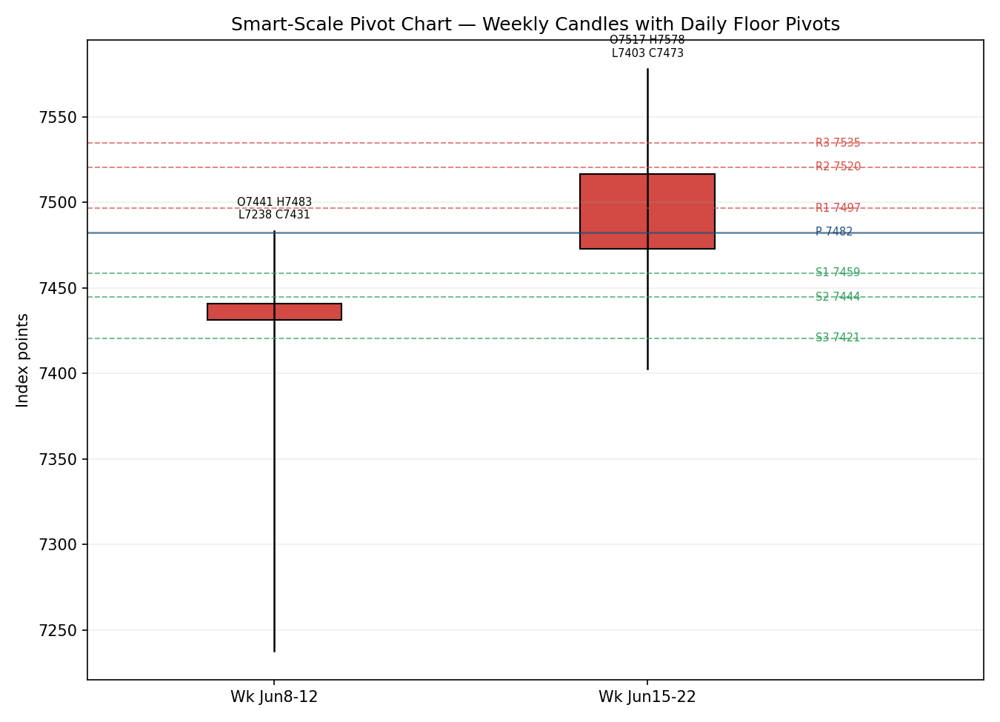 Smart-Scale Pivot Chart — Weekly Candles with Daily Floor Pivots
O7517 H7578
L7403 C7473
7550
R3 7535
R2 7520
7500
O7441 H7483
L7238 C7431
R1 7497
P 7482
S1 7459
7450
S2 7444
S3 7421
7400
7350
7300
7250
Index points
Wk Jun8-12
Wk Jun15-22